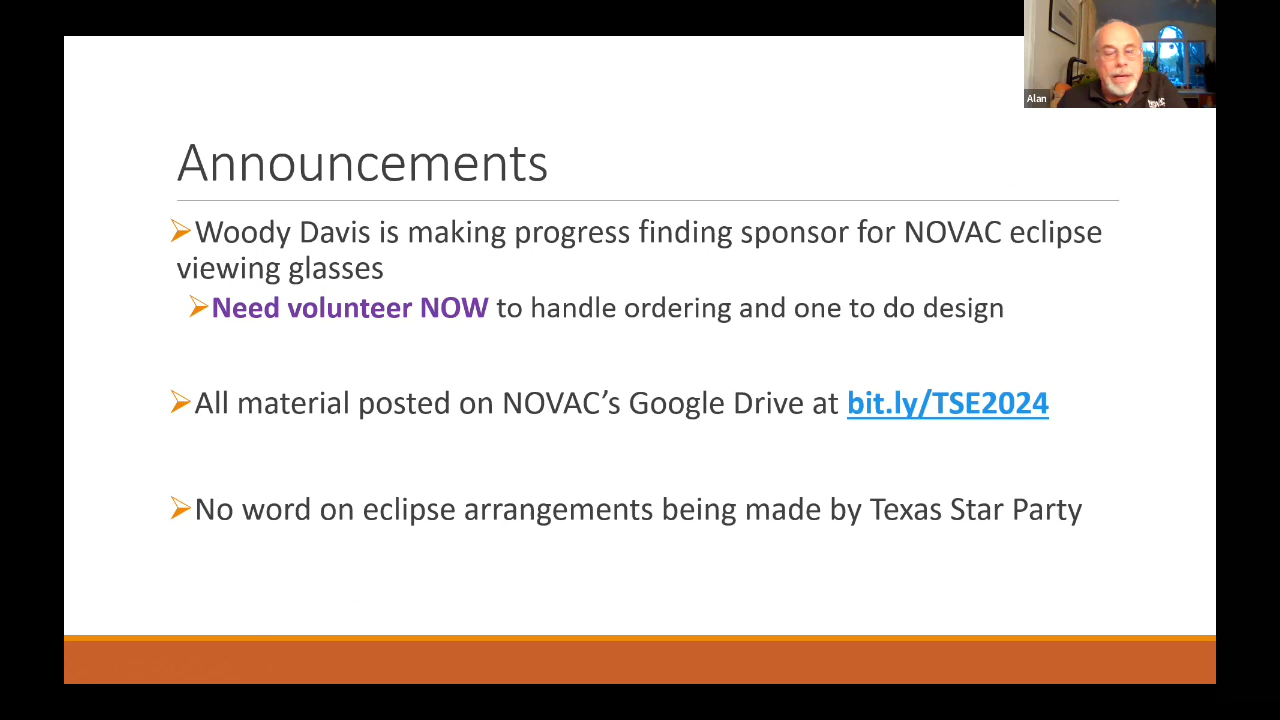 Alan
Announcements
Woody Davis is making progress finding sponsor for NOVAC eclipse
viewing glasses
Need volunteer NOW to handle ordering and one to do design
All material posted on NOVAC’s Google Drive at bit.ly/TSE2024
No word on eclipse arrangements being made by Texas Star Party